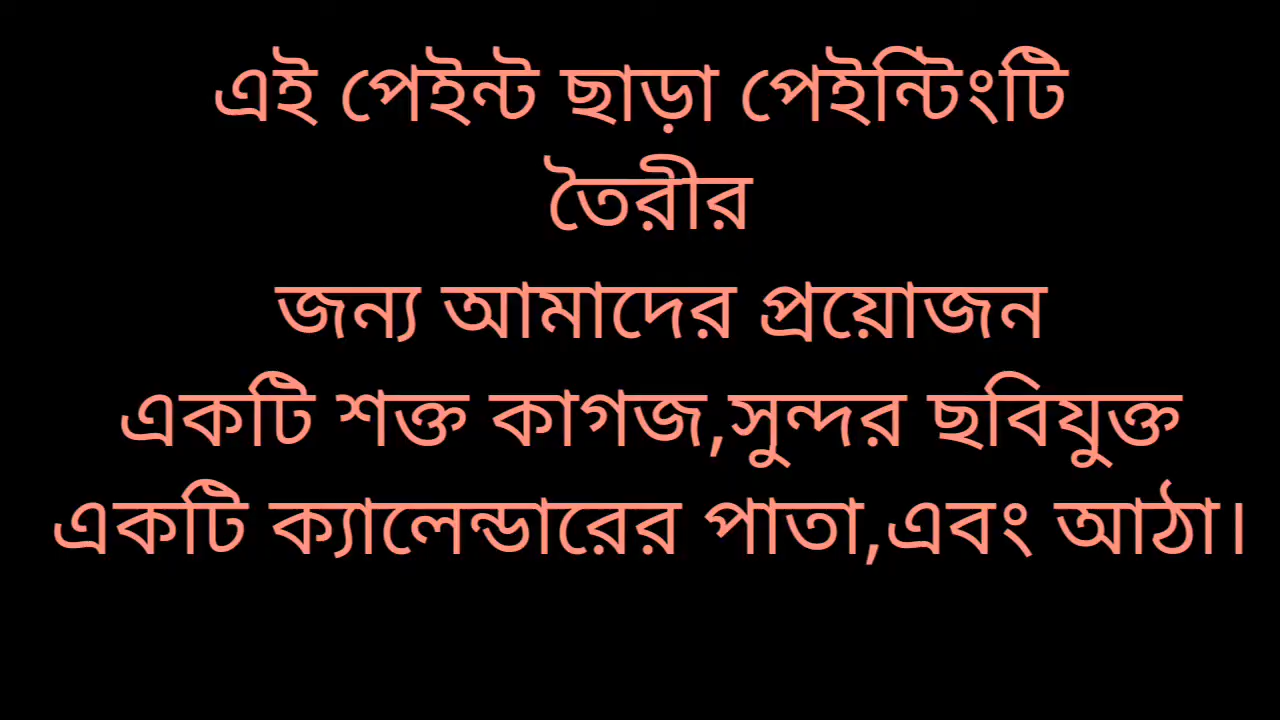 এই পেইন্ট ছাড়া পেইন্টিংটি
তৈরীর
জন্য আমাদের প্রয়োজন
একটি শক্ত কাগজ,সুন্দর ছবিযুক্ত
একটি ক্যালেন্ডারের পাতা,এবং আঠা।